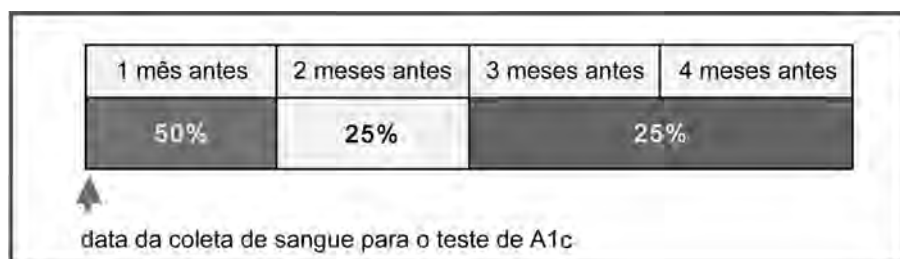 1 mês antes 2 meses antes 3 meses antes 4 meses antes
50% 25% 25%
data da coleta de sangue para o teste de A1c